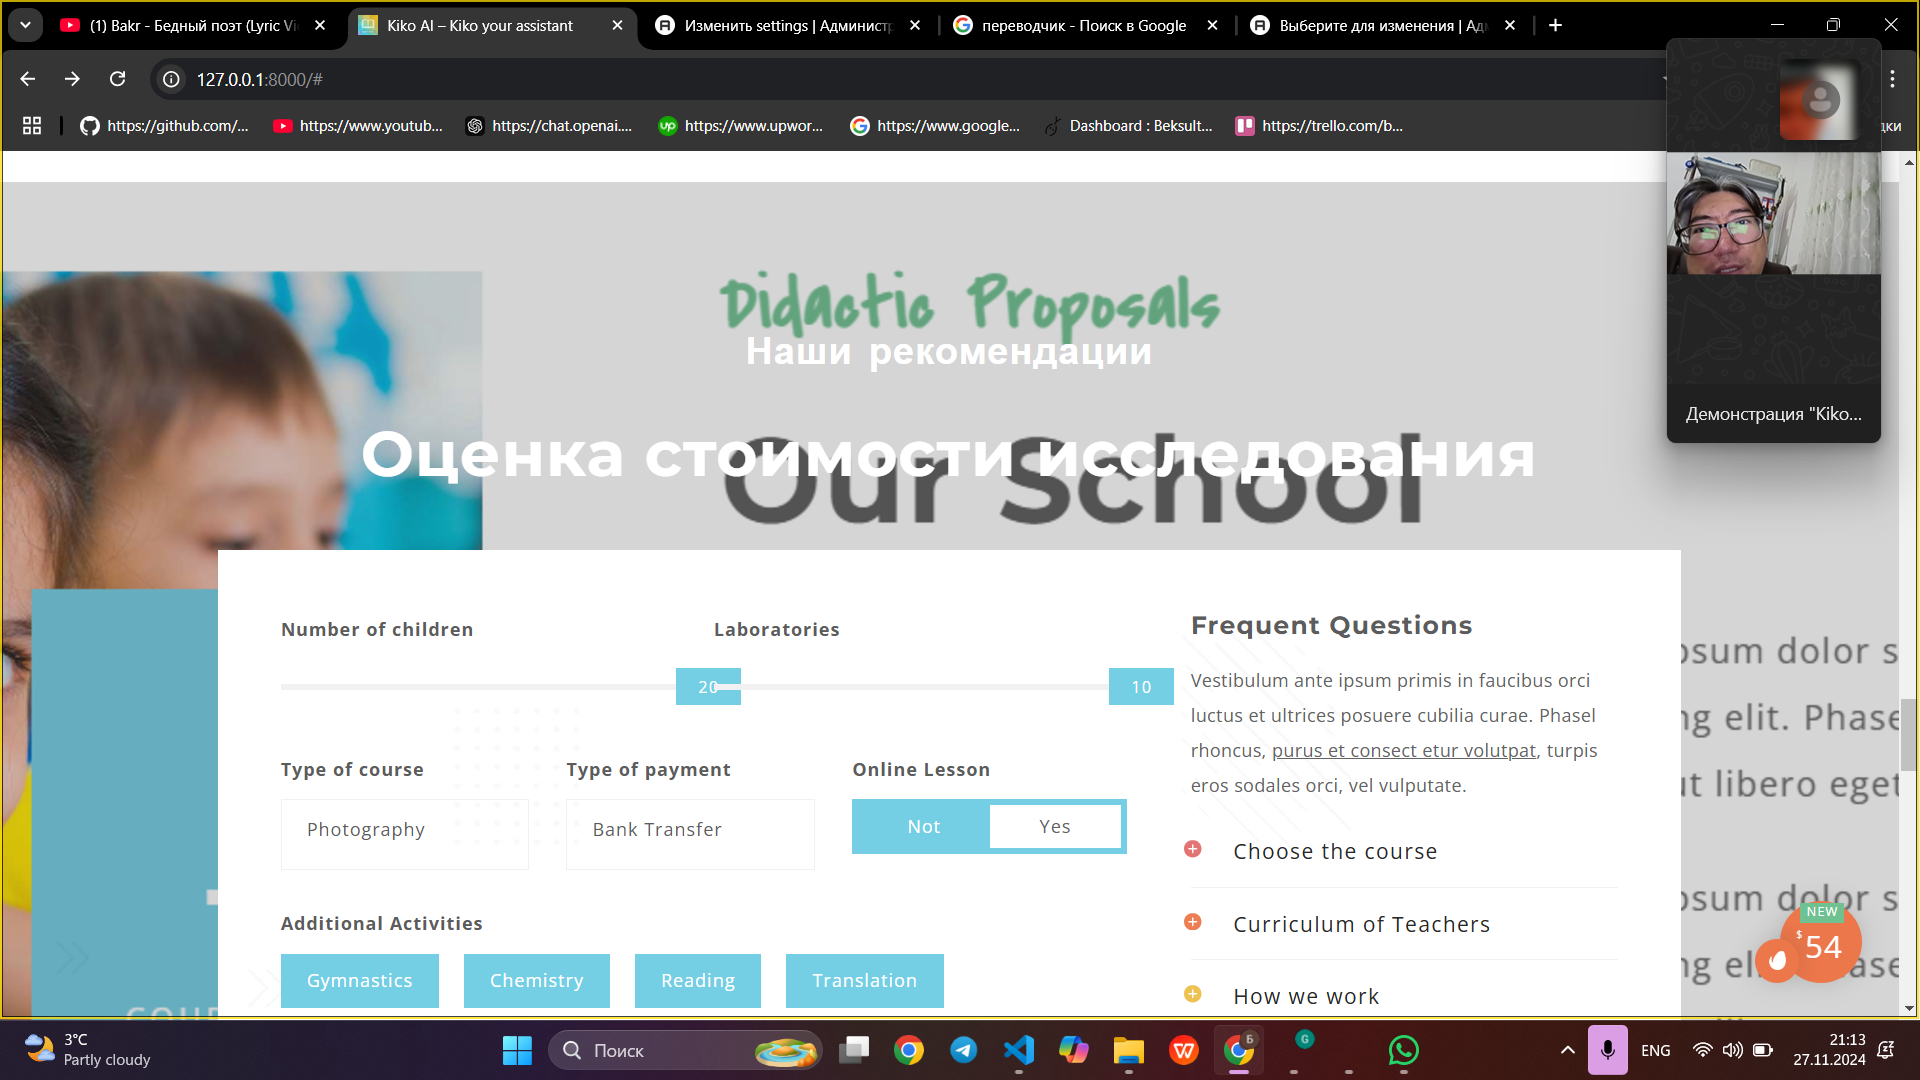 (1) Bakr - Бедный поэт (Lyric Vi
Kiko AI – Kiko your assistant
Изменить settings | Администр
переводчик - Поиск в Google
Выберите для изменения | Ад
127.0.0.1:8000/#
https://github.com/...
https://www.youtub...
https://chat.openai....
https://www.upwor...
https://www.google...
Dashboard : Beksult...
https://trello.com/b...
дки
Демонстрация "Kiko...
Didactic Proposals
Наши рекомендации
Оценка стоимости исследования
Our School
Number of children
Laboratories
20
10
Type of course
Type of payment
Online Lesson
Photography
Bank Transfer
Not
Yes
Additional Activities
Gymnastics
Chemistry
Reading
Translation
Frequent Questions
Vestibulum ante ipsum primis in faucibus orci
luctus et ultrices posuere cubilia curae. Phasel
rhoncus, purus et consect etur volutpat, turpis
eros sodales orci, vel vulputate.
Choose the course
Curriculum of Teachers
How we work
psum dolor s
ng elit. Phase
ut libero eget
psum dolor s
NEW
$ 54
3°C
Partly cloudy
Поиск
ENG
21:13
27.11.2024